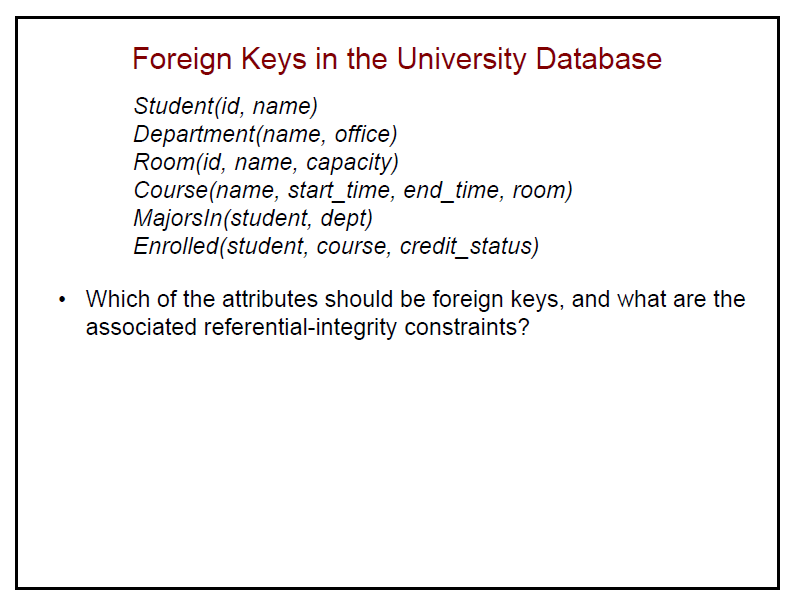 Foreign Keys in the University Database
Student(id, name)
Department(name, office)
Room(id, name, capacity)
Course(name, start_time, end_time, room)
MajorsIn(student, dept)
Enrolled(student, course, credit_status)
• Which of the attributes should be foreign keys, and what are the
associated referential-integrity constraints?